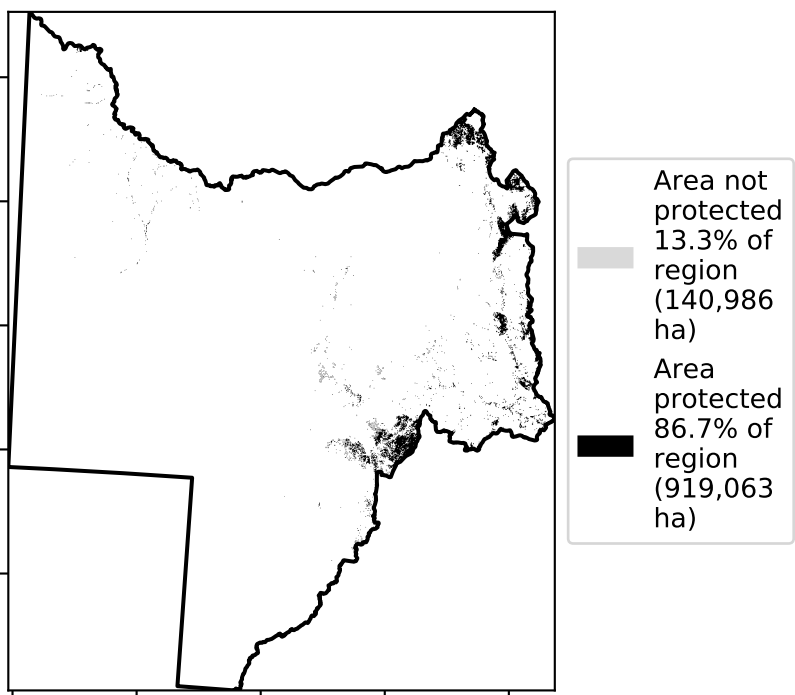 Area not
protected
13.3% of
region
(140,986
ha)
Area
protected
86.7% of
region
(919,063
ha)